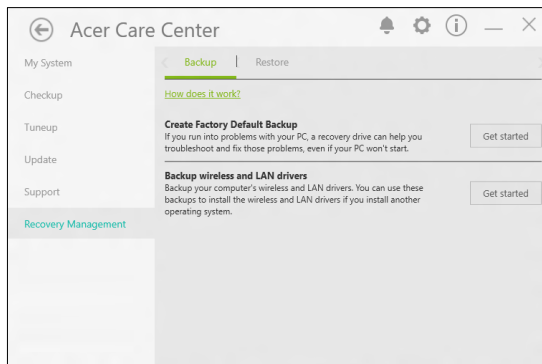 Acer Care Center
My System
Checkup
Tuneup
Update
Support
Recovery Management
Backup
Restore
How does it work?
Create Factory Default Backup
If you run into problems with your PC, a recovery drive can help you
troubleshoot and fix those problems, even if your PC won't start.
Get started
Backup wireless and LAN drivers
Backup your computer's wireless and LAN drivers. You can use these
backups to install the wireless and LAN drivers if you install another
operating system.
Get started